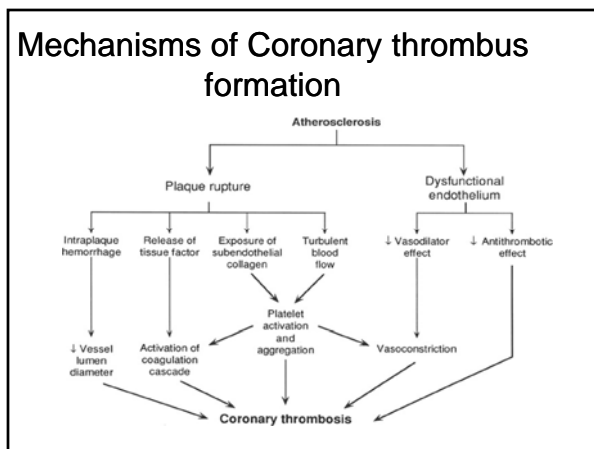 Mechanisms of Coronary thrombus
formation
Atherosclerosis
Plaque rupture
Dysfunctional
endothelium
Intraplaque
hemorrhage
Release of
tissue factor
Exposure of
subendothelial
collagen
Turbulent
blood
flow
↓ Vasodilator
effect
↓ Antithrombotic
effect
Platelet
activation
and
aggregation
↓ Vessel
lumen
diameter
Activation of
coagulation
cascade
Vasoconstriction
Coronary thrombosis